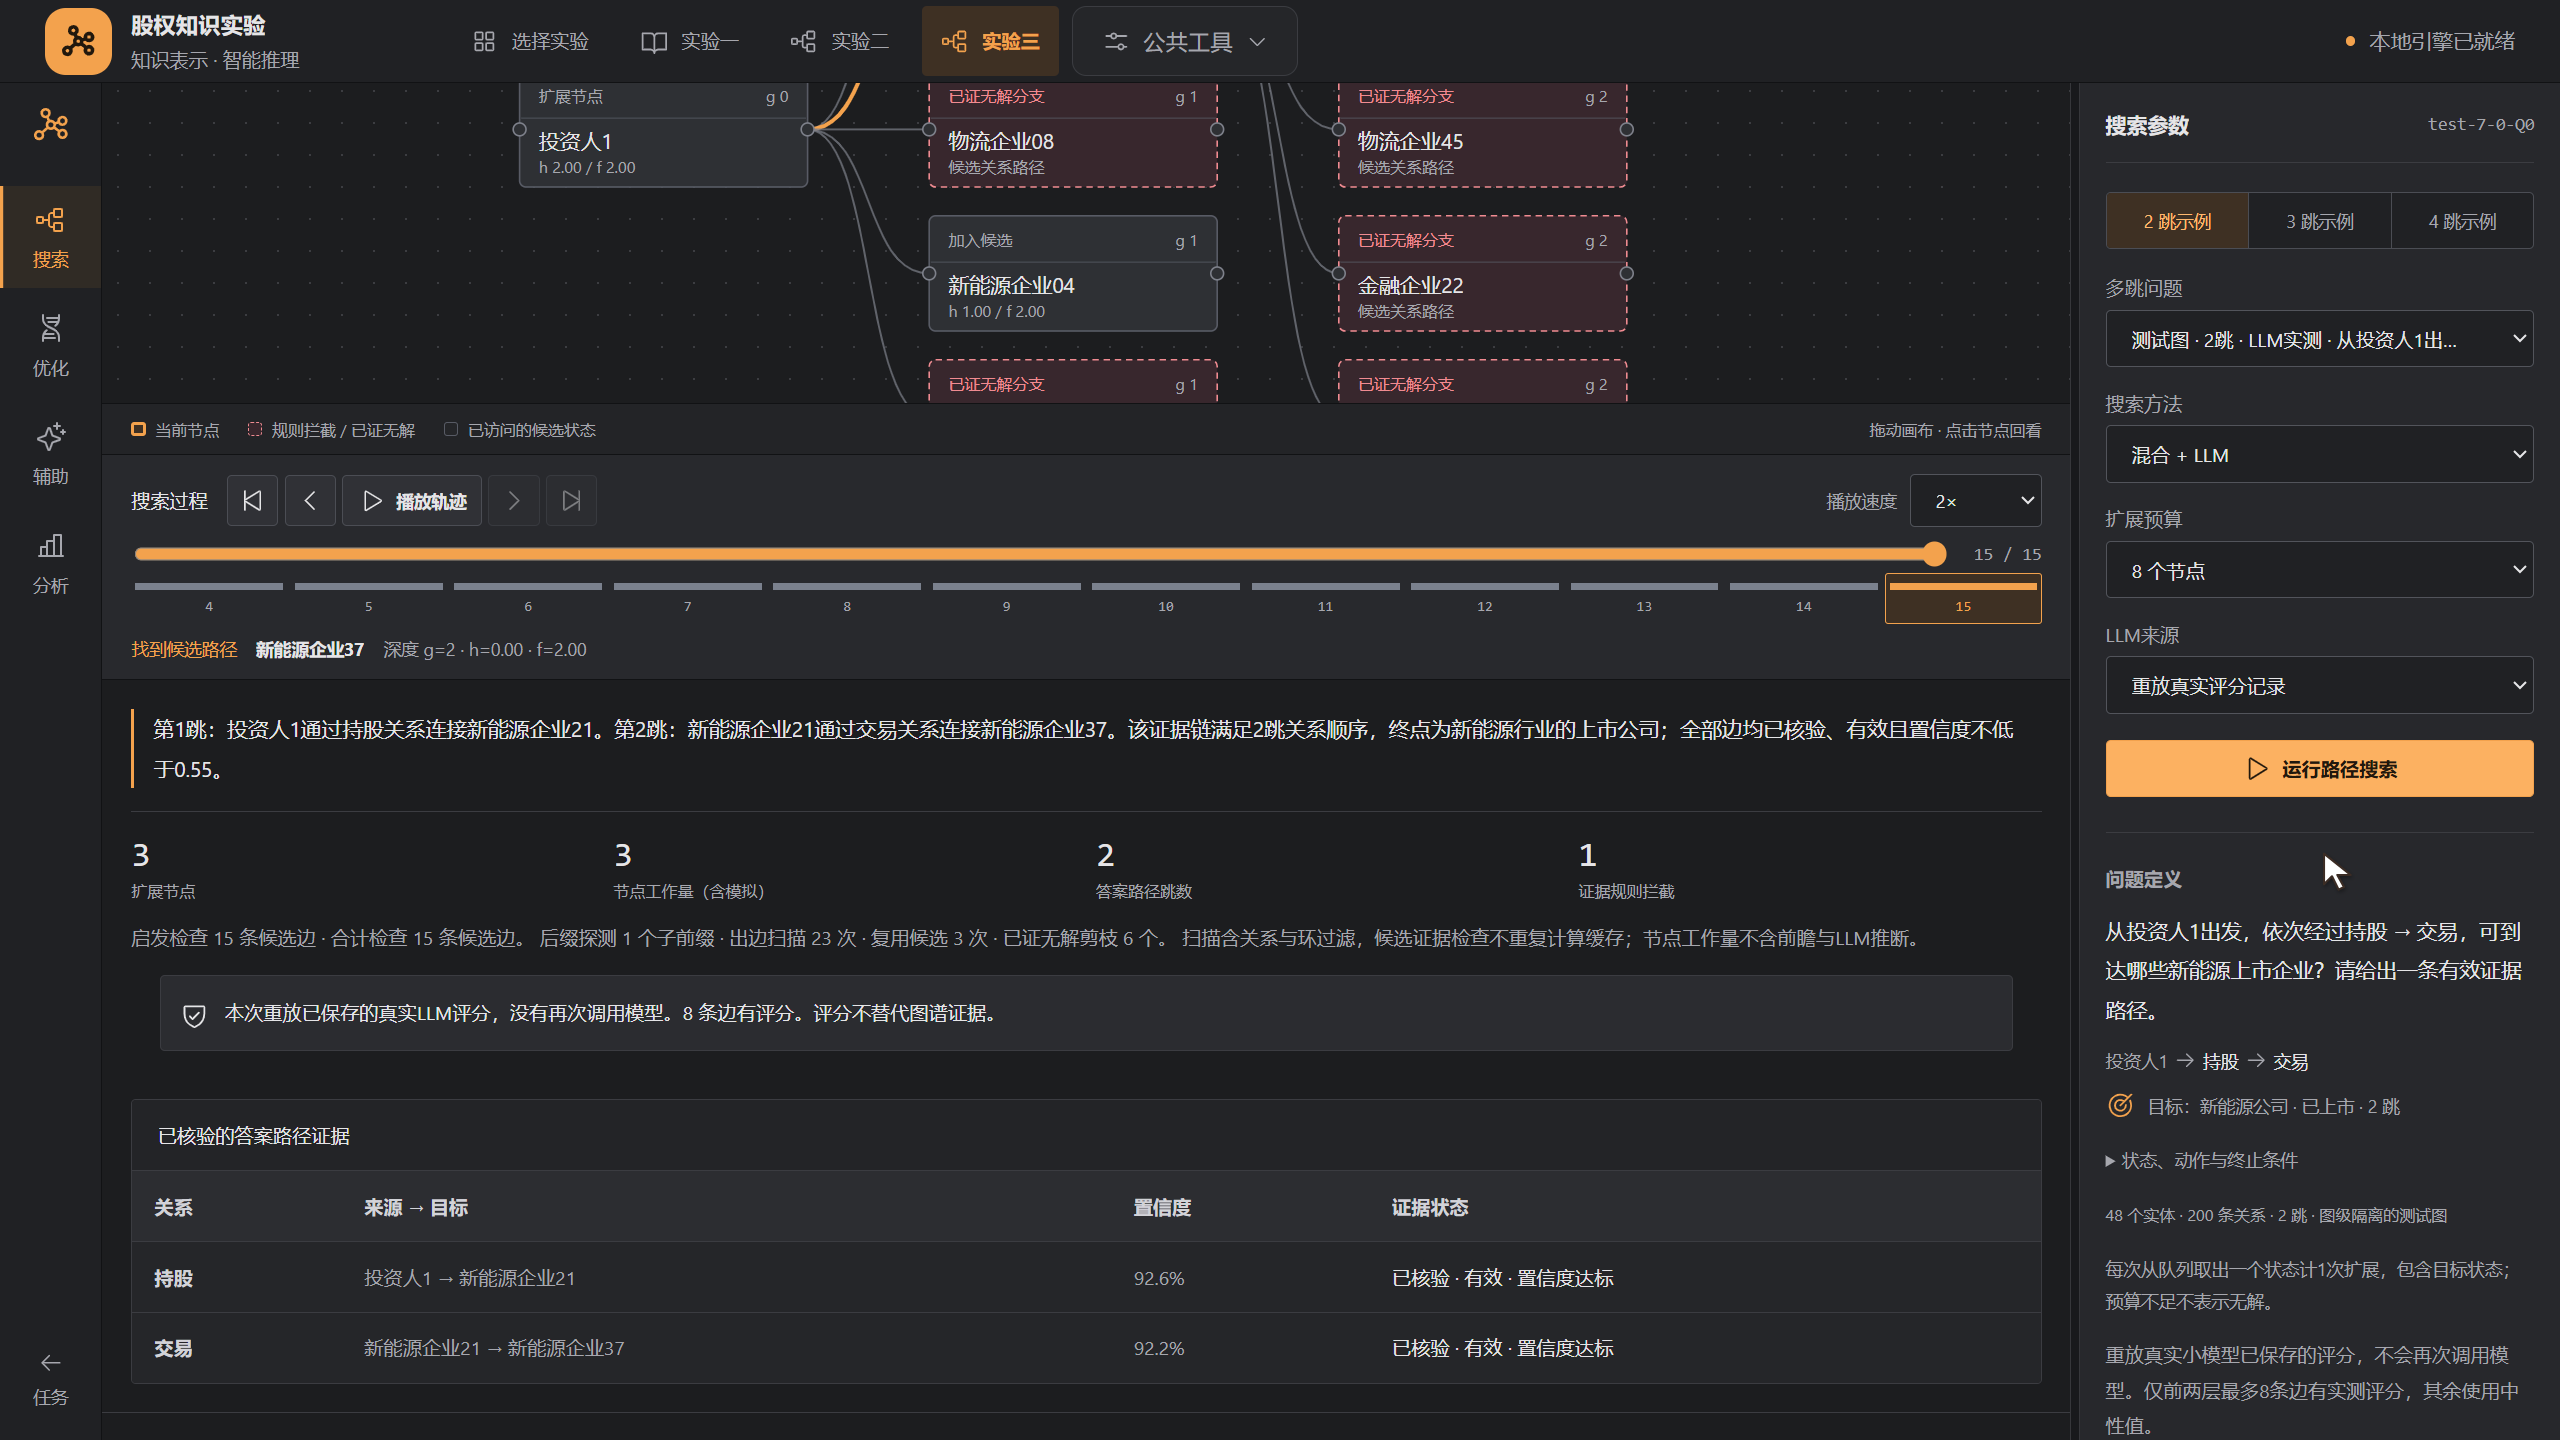 股权知识实验
知识表示 · 智能推理
选择实验
实验一
实验二
实验三
公共工具
本地引擎已就绪
搜索
优化
辅助
分析
任务
扩展节点 g 0
投资人1
h 2.00 / f 2.00
已证无解分支 g 1
物流企业08
候选关系路径
已证无解分支 g 2
物流企业45
候选关系路径
加入候选 g 1
新能源企业04
h 1.00 / f 2.00
已证无解分支 g 2
金融企业22
候选关系路径
已证无解分支 g 1
已证无解分支 g 2
当前节点
规则拦截 / 已证无解
已访问的候选状态
拖动画布 · 点击节点回看
搜索过程
播放轨迹
播放速度
2×
15 / 15
4 5 6 7 8 9 10 11 12 13 14 15
找到候选路径 新能源企业37 深度 g=2 · h=0.00 · f=2.00
第1跳：投资人1通过持股关系连接新能源企业21。第2跳：新能源企业21通过交易关系连接新能源企业37。该证据链满足2跳关系顺序，终点为新能源行业的上市公司；全部边均已核验、有效且置信度不低
于0.55。
3
扩展节点
3
节点工作量（含模拟）
2
答案路径跳数
1
证据规则拦截
启发检查 15 条候选边 · 合计检查 15 条候选边。 后缀探测 1 个子前缀 · 出边扫描 23 次 · 复用候选 3 次 · 已证无解剪枝 6 个。 扫描含关系与环过滤，候选证据检查不重复计算缓存；节点工作量不含前瞻与LLM推断。
本次重放已保存的真实LLM评分，没有再次调用模型。8 条边有评分。评分不替代图谱证据。
已核验的答案路径证据
关系 来源 → 目标 置信度 证据状态
持股 投资人1 → 新能源企业21 92.6% 已核验 · 有效 · 置信度达标
交易 新能源企业21 → 新能源企业37 92.2% 已核验 · 有效 · 置信度达标
搜索参数 test-7-0-Q0
2 跳示例
3 跳示例
4 跳示例
多跳问题
测试图 · 2跳 · LLM实测 · 从投资人1出...
搜索方法
混合 + LLM
扩展预算
8 个节点
LLM来源
重放真实评分记录
运行路径搜索
问题定义
从投资人1出发，依次经过持股 → 交易，可到
达哪些新能源上市企业？请给出一条有效证据
路径。
投资人1 → 持股 → 交易
目标：新能源公司 · 已上市 · 2 跳
状态、动作与终止条件
48 个实体 · 200 条关系 · 2 跳 · 图级隔离的测试图
每次从队列取出一个状态计1次扩展，包含目标状态；
预算不足不表示无解。
重放真实小模型已保存的评分，不会再次调用模
型。仅前两层最多8条边有实测评分，其余使用中
性值。